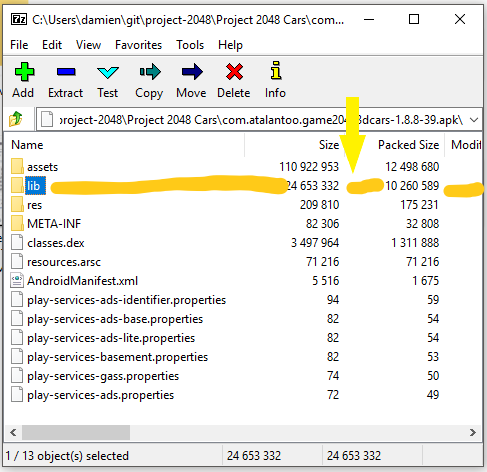 C:\Users\damien\git\project-2048\Project 2048 Cars\com...
File Edit View Favorites Tools Help
Add Extract Test Copy Move Delete Info
project-2048\Project 2048 Cars\com.atalantoo.game2048 3dcars-1.8.8-39.apk\
Name Size Packed Size Modif
assets 110 922 953 12 498 680
lib 24 653 332 10 260 589
res 209 810 175 231
META-INF 82 306 32 808
classes.dex 3 497 964 1 311 888
resources.arsc 71 216 71 216
AndroidManifest.xml 5 516 1 675
play-services-ads-identifier.properties 94 59
play-services-ads-base.properties 82 54
play-services-ads-lite.properties 82 54
play-services-basement.properties 82 53
play-services-gass.properties 74 50
play-services-ads.properties 72 49
1 / 13 object(s) selected 24 653 332 24 653 332